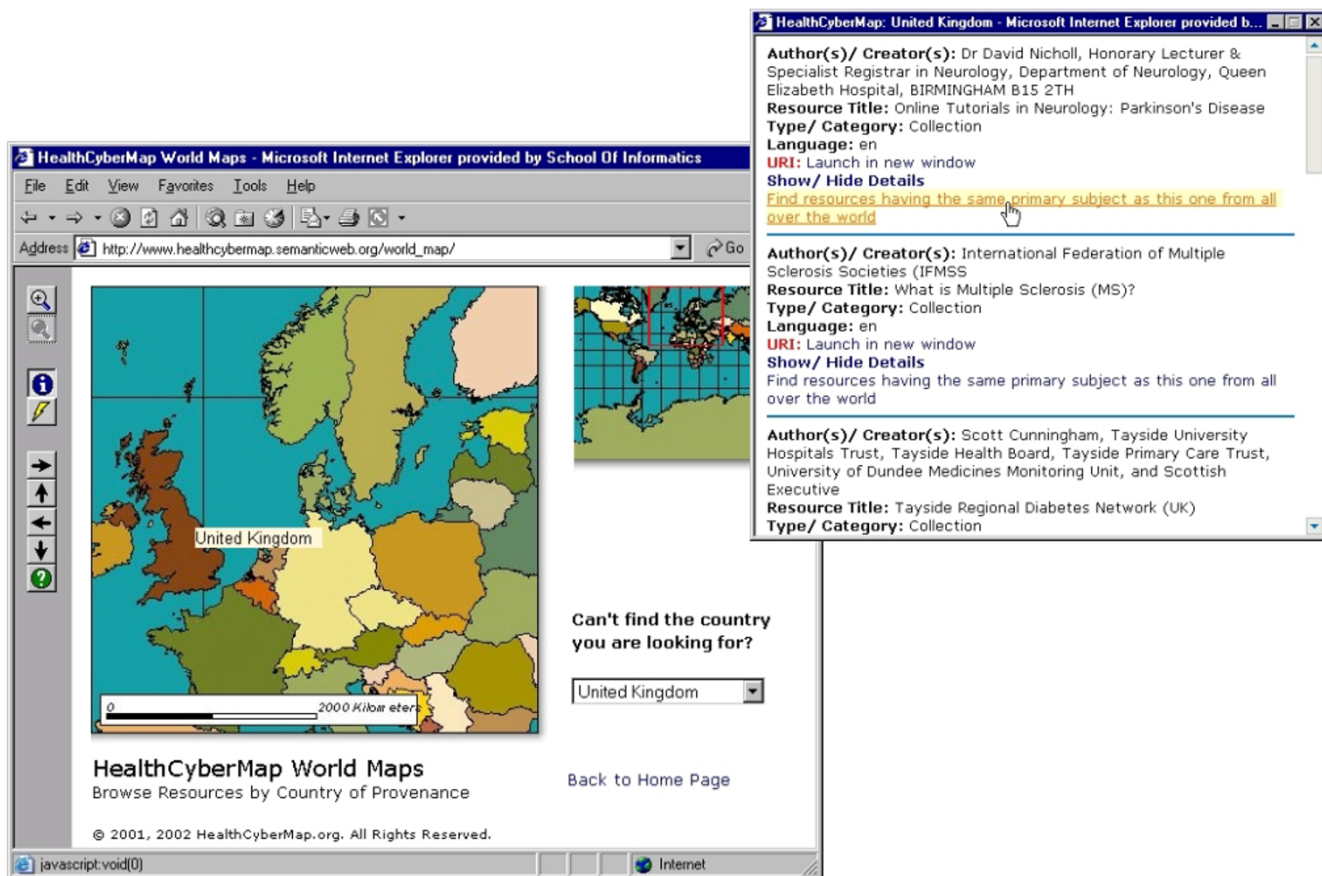 HealthCyberMap: United Kingdom - Microsoft Internet Explorer provided b...
Author(s)/ Creator(s): Dr David Nicholl, Honorary Lecturer &
Specialist Registrar in Neurology, Department of Neurology, Queen
Elizabeth Hospital, BIRMINGHAM B15 2TH
Resource Title: Online Tutorials in Neurology: Parkinson's Disease
Type/ Category: Collection
Language: en
URI: Launch in new window
Show/ Hide Details
Find resources having the same primary subject as this one from all
over the world
Author(s)/ Creator(s): International Federation of Multiple
Sclerosis Societies (IFMSS
Resource Title: What is Multiple Sclerosis (MS)?
Type/ Category: Collection
Language: en
URI: Launch in new window
Show/ Hide Details
Find resources having the same primary subject as this one from all
over the world
Author(s)/ Creator(s): Scott Cunningham, Tayside University
Hospitals Trust, Tayside Health Board, Tayside Primary Care Trust,
University of Dundee Medicines Monitoring Unit, and Scottish
Executive
Resource Title: Tayside Regional Diabetes Network (UK)
Type/ Category: Collection
HealthCyberMap World Maps - Microsoft Internet Explorer provided by School Of Informatics
File Edit View Favorites Tools Help
Address http://www.healthcybermap.semanticweb.org/world_map/ Go
United Kingdom
0 2000 Kilometers
Can't find the country
you are looking for?
United Kingdom
HealthCyberMap World Maps
Browse Resources by Country of Provenance
Back to Home Page
© 2001, 2002 HealthCyberMap.org. All Rights Reserved.
javascript:void(0) Internet